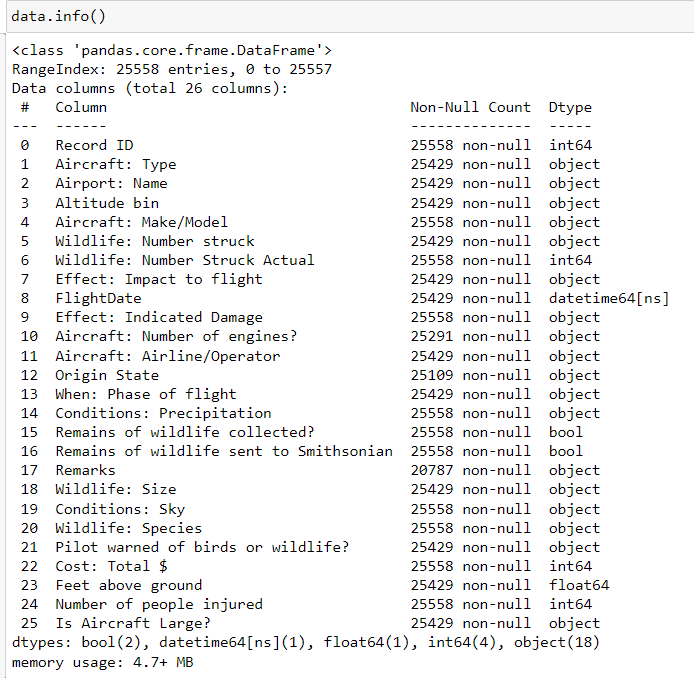 data.info()
<class 'pandas.core.frame.DataFrame'>
RangeIndex: 25558 entries, 0 to 25557
Data columns (total 26 columns):
 #   Column                                  Non-Null Count  Dtype
---  ------                                  --------------  -----
 0   Record ID                               25558 non-null  int64
 1   Aircraft: Type                          25429 non-null  object
 2   Airport: Name                           25429 non-null  object
 3   Altitude bin                            25429 non-null  object
 4   Aircraft: Make/Model                    25558 non-null  object
 5   Wildlife: Number struck                 25429 non-null  object
 6   Wildlife: Number Struck Actual          25558 non-null  int64
 7   Effect: Impact to flight                25429 non-null  object
 8   FlightDate                              25429 non-null  datetime64[ns]
 9   Effect: Indicated Damage                25558 non-null  object
 10  Aircraft: Number of engines?            25291 non-null  object
 11  Aircraft: Airline/Operator              25429 non-null  object
 12  Origin State                            25109 non-null  object
 13  When: Phase of flight                   25429 non-null  object
 14  Conditions: Precipitation               25558 non-null  object
 15  Remains of wildlife collected?          25558 non-null  bool
 16  Remains of wildlife sent to Smithsonian  25558 non-null  bool
 17  Remarks                                 20787 non-null  object
 18  Wildlife: Size                          25429 non-null  object
 19  Conditions: Sky                         25558 non-null  object
 20  Wildlife: Species                       25558 non-null  object
 21  Pilot warned of birds or wildlife?      25429 non-null  object
 22  Cost: Total $                           25558 non-null  int64
 23  Feet above ground                       25429 non-null  float64
 24  Number of people injured                25558 non-null  int64
 25  Is Aircraft Large?                      25429 non-null  object
dtypes: bool(2), datetime64[ns](1), float64(1), int64(4), object(18)
memory usage: 4.7+ MB